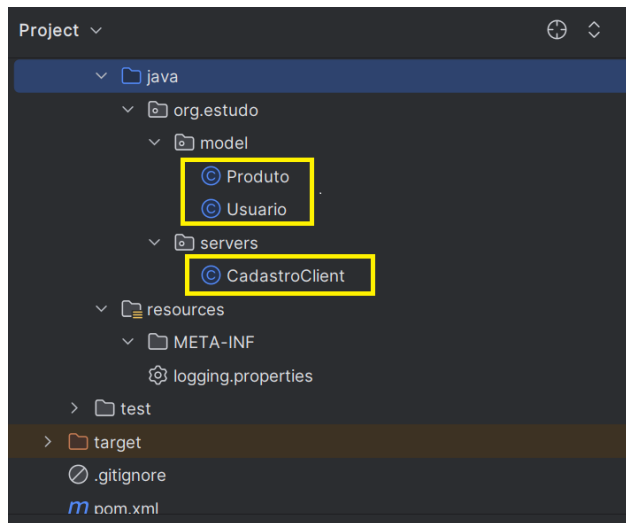 Project
java
org.estudo
model
Produto
Usuario
servers
CadastroClient
resources
META-INF
logging.properties
test
target
.gitignore
pom.xml